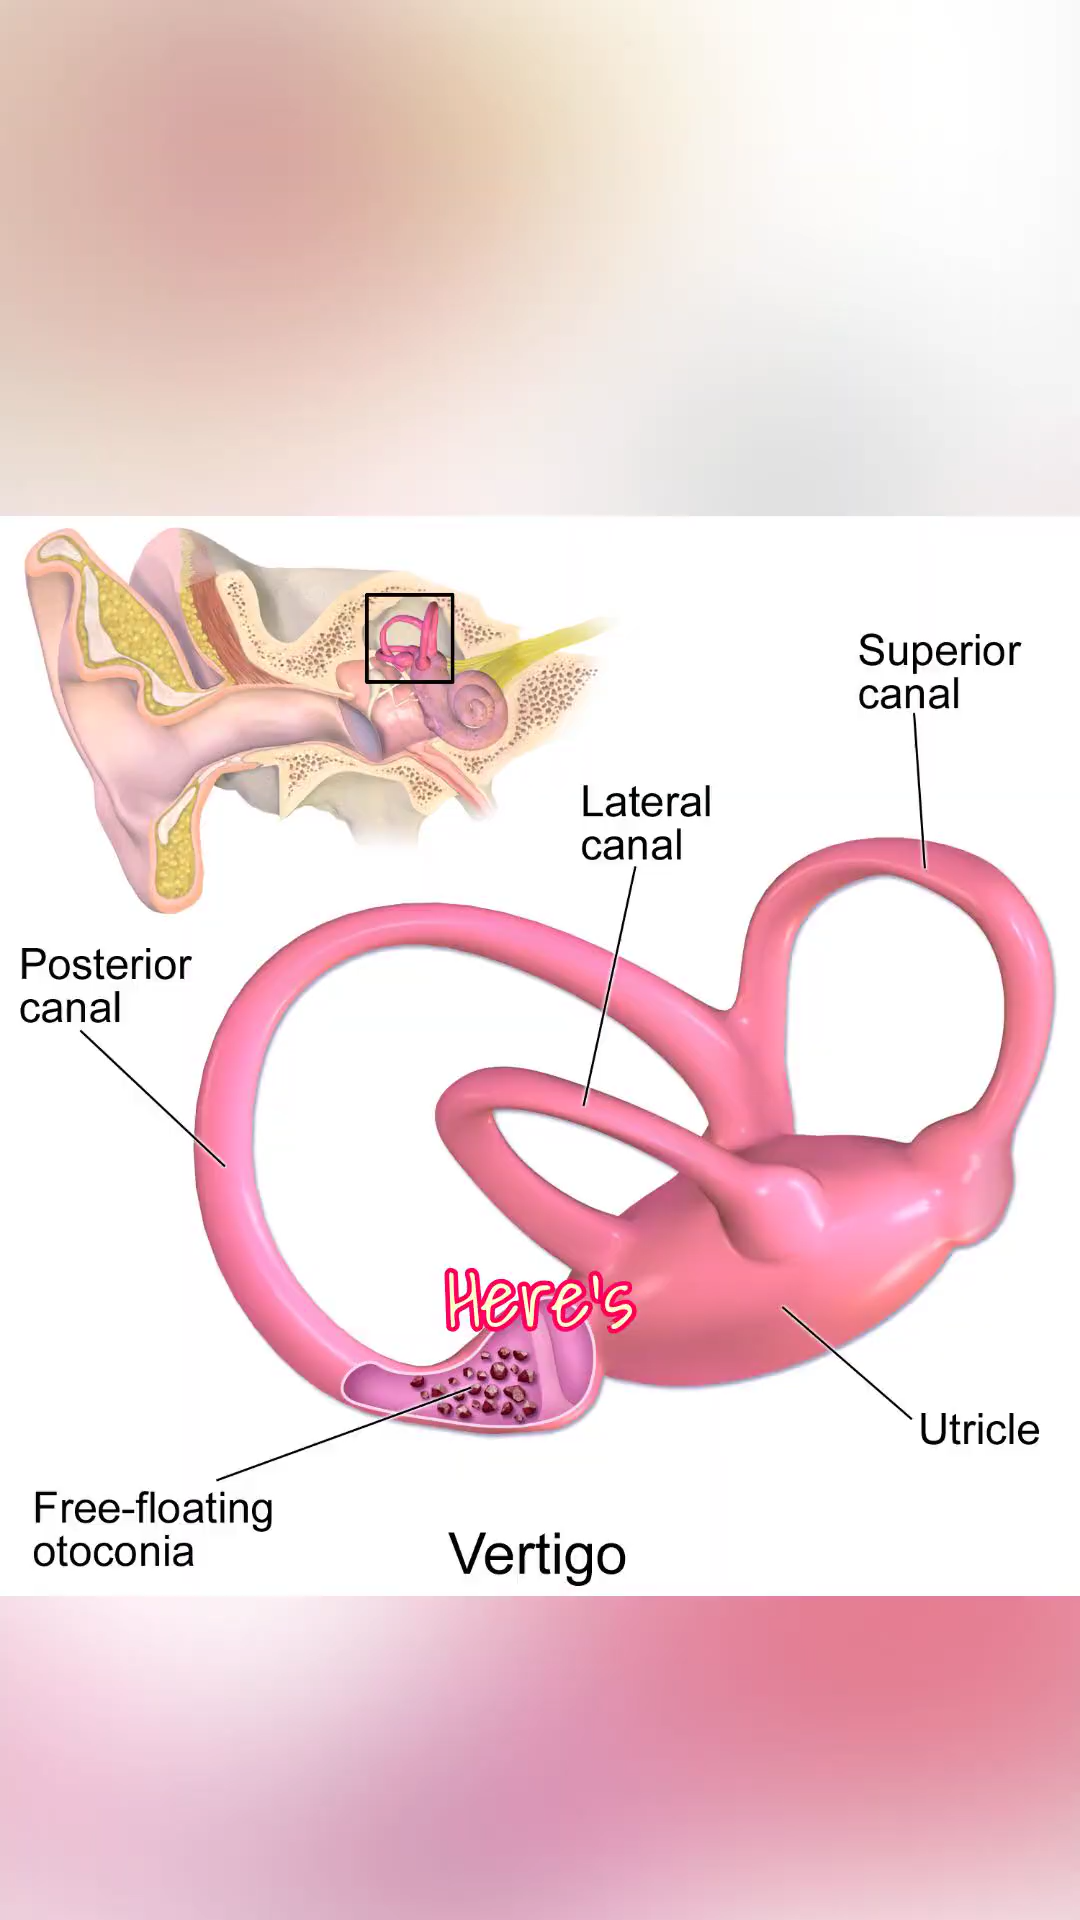 Superior
canal
Lateral
canal
Posterior
canal
Here's
Utricle
Free-floating
otoconia
Vertigo